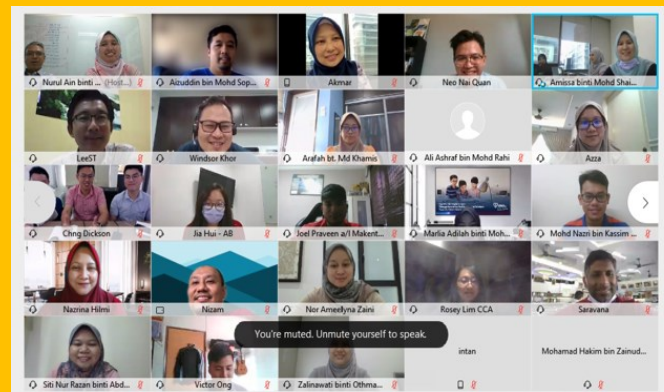 Nurul Ain binti ... (Host...)
Aizuddin bin Mohd Sop...
Akmar
Neo Nai Quan
Amissa binti Mohd Shai...
LeeST
Windsor Khor
Arafah bt. Md Khamis
Ali Ashraf bin Mohd Rahi
Azza
Chng Dickson
Jia Hui - AB
Joel Praveen a/l Makent...
Marlia Adilah binti Moh...
Mohd Nazri bin Kassim ...
Nazrina Hilmi
Nizam
Nor Ameellyna Zaini
Rosey Lim CCA
Saravana
You're muted. Unmute yourself to speak.
intan
Mohamad Hakim bin Zainud...
Siti Nur Razan binti Abd...
Victor Ong
Zalinawati binti Othma...